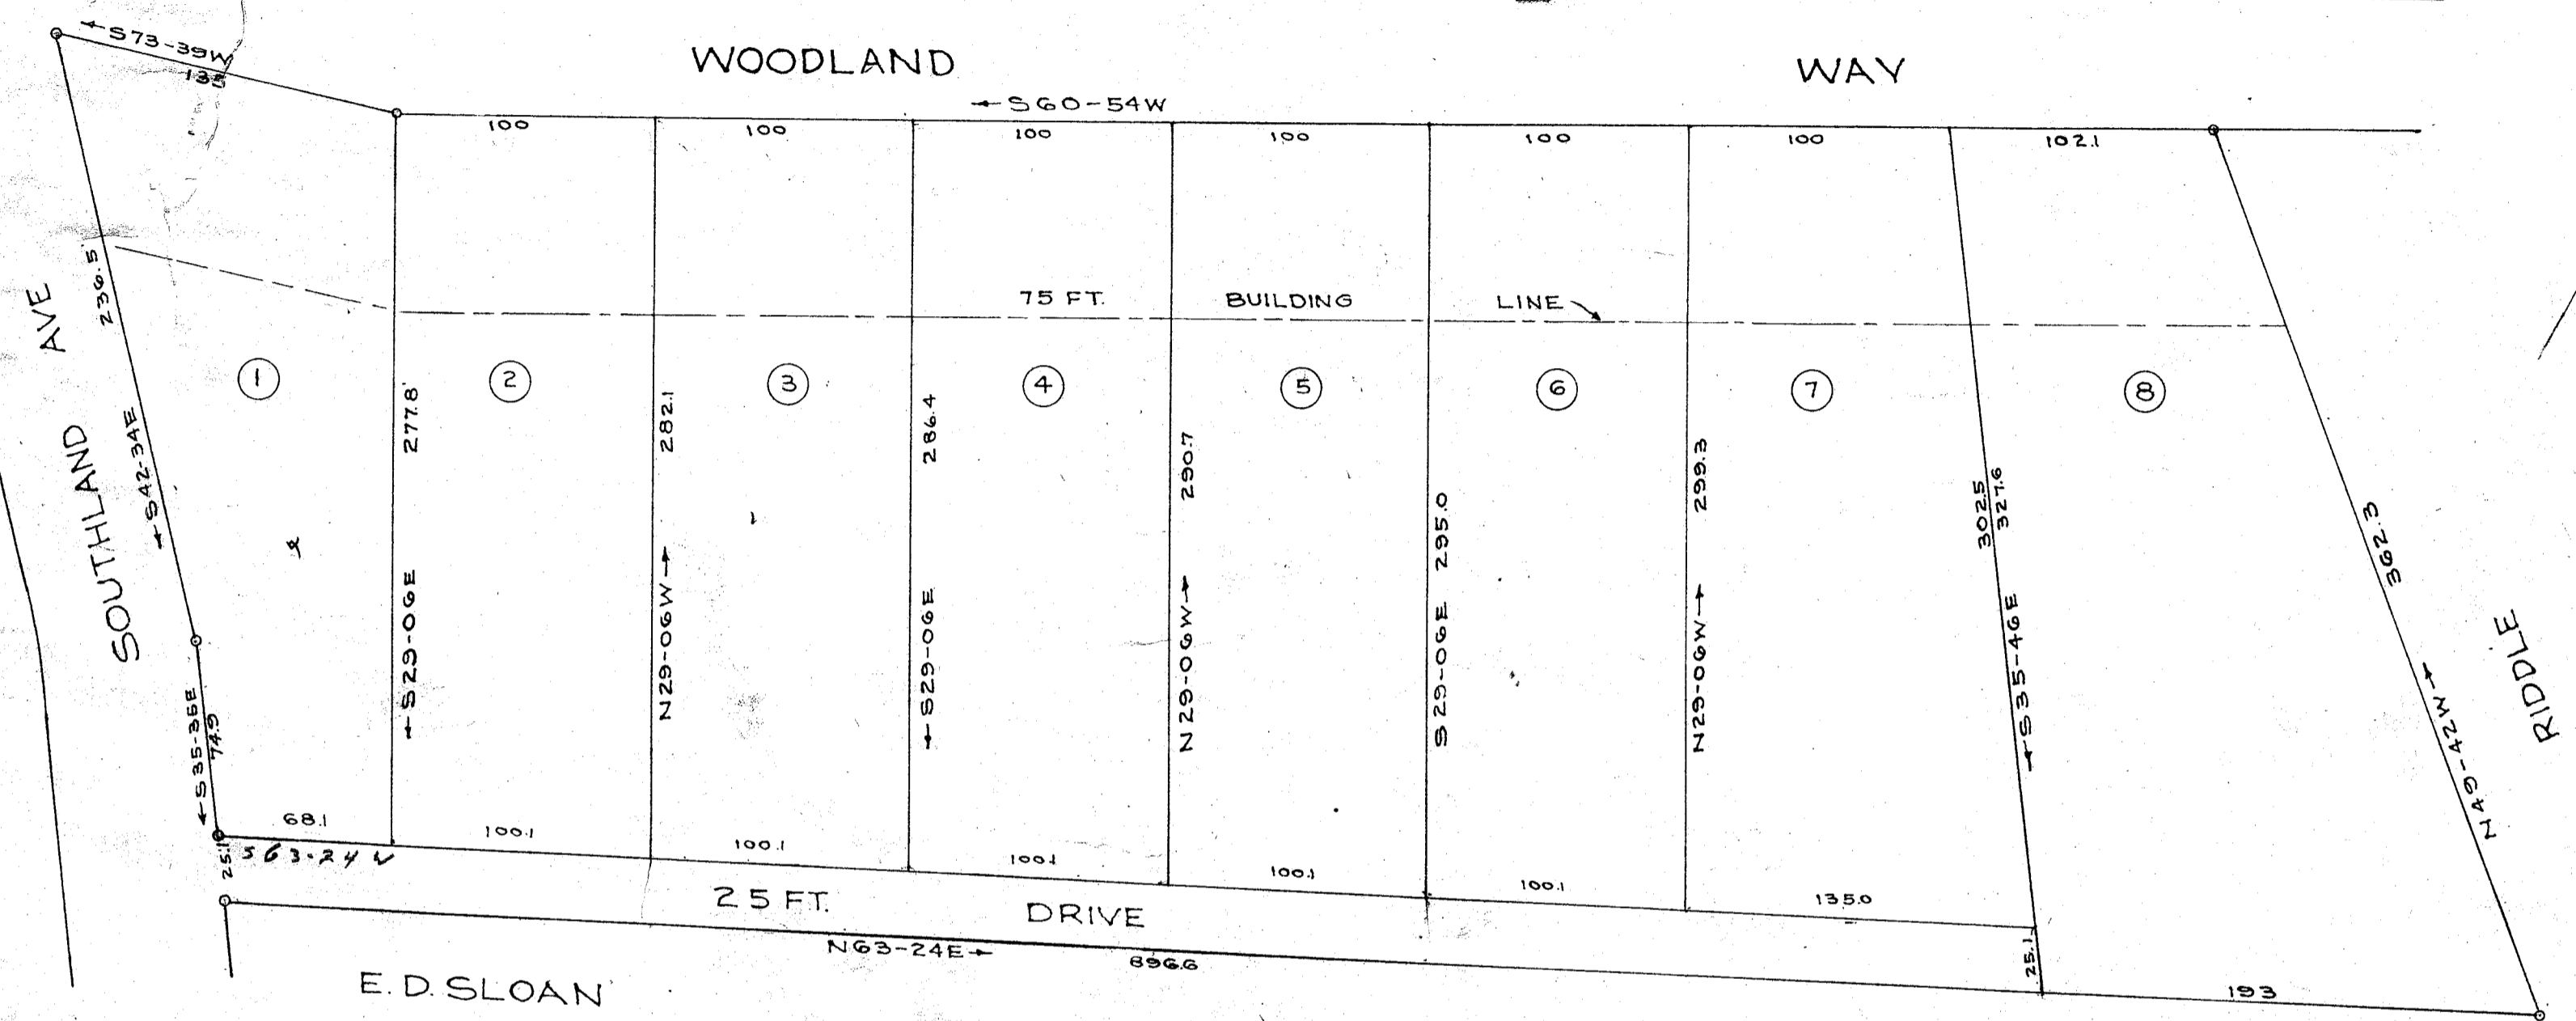 ←S73-39W
135
WOODLAND WAY
←S60-54W
100 100 100 100 100 100 102.1
236.5'
75 FT. BUILDING LINE
SOUTHLAND AVE
←S42-34E
1 2 3 4 5 6 7 8
277.8'
←S29-06E
282.1
N29-06W→
286.4
←S29-06E
290.7
N29-06W→
295.0
S29-06E
299.3
N29-06W→
302.5
327.6
←S35-46E
362.3
N49-42W→
RIDDLE
←S35-35E
74.9
68.1 100.1 100.1 100.1 100.1 100.1 135.0
25.1
S63-24W
25 FT. DRIVE
25.1
N63-24E→
896.6
193
E.D. SLOAN